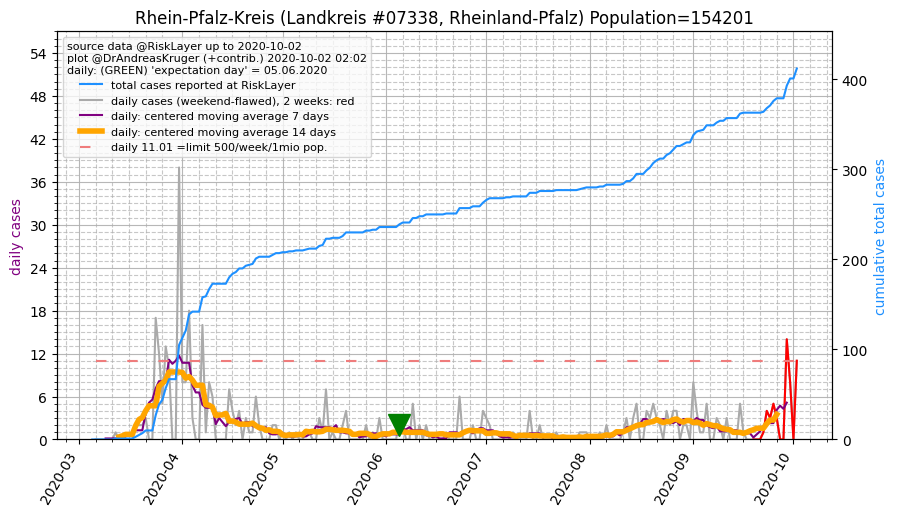 Rhein-Pfalz-Kreis (Landkreis #07338, Rheinland-Pfalz) Population=154201
source data @RiskLayer up to 2020-10-02
plot @DrAndreasKruger (+contrib.) 2020-10-02 02:02
daily: (GREEN) 'expectation day' = 05.06.2020
total cases reported at RiskLayer
daily cases (weekend-flawed), 2 weeks: red
daily: centered moving average 7 days
daily: centered moving average 14 days
daily 11.01 =limit 500/week/1mio pop.
daily cases
54
48
42
36
30
24
18
12
6
0
400
300
200
100
0
cumulative total cases
2020-03
2020-04
2020-05
2020-06
2020-07
2020-08
2020-09
2020-10